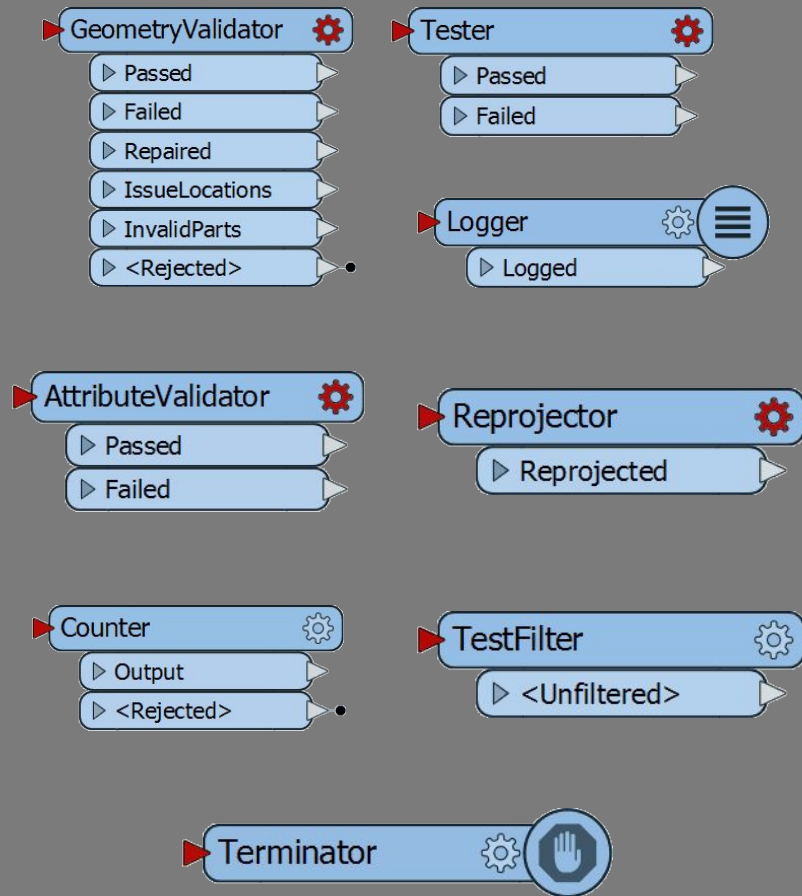 GeometryValidator
Passed
Failed
Repaired
IssueLocations
InvalidParts
<Rejected>
Tester
Passed
Failed
Logger
Logged
AttributeValidator
Passed
Failed
Reprojector
Reprojected
Counter
Output
<Rejected>
TestFilter
<Unfiltered>
Terminator